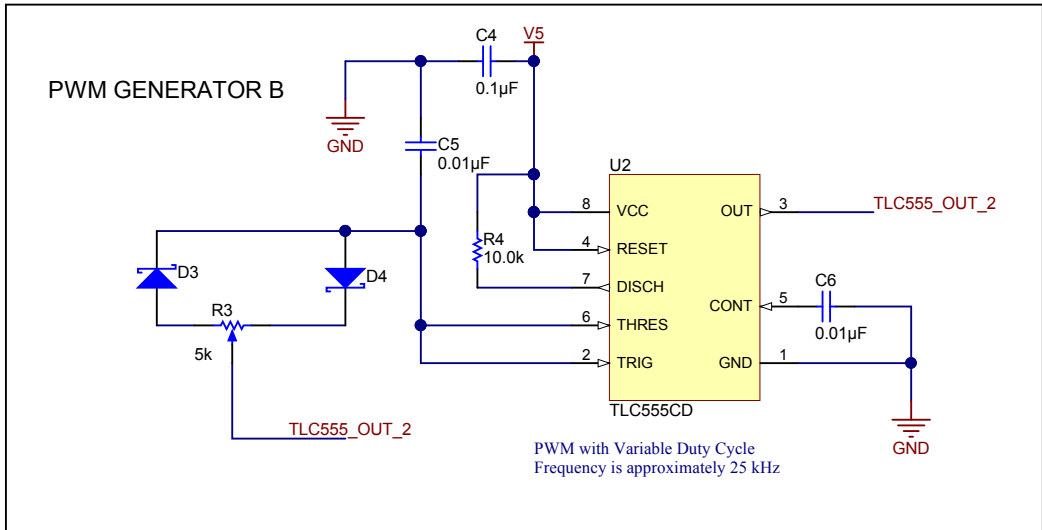 PWM GENERATOR B
C4
0.1µF
V5
GND
C5
0.01µF
D3
D4
R3
5k
TLC555_OUT_2
R4
10.0k
U2
8 VCC OUT 3
TLC555_OUT_2
4 RESET
7 DISCH
CONT 5
C6
0.01µF
6 THRES
2 TRIG GND 1
TLC555CD
GND
PWM with Variable Duty Cycle
Frequency is approximately 25 kHz